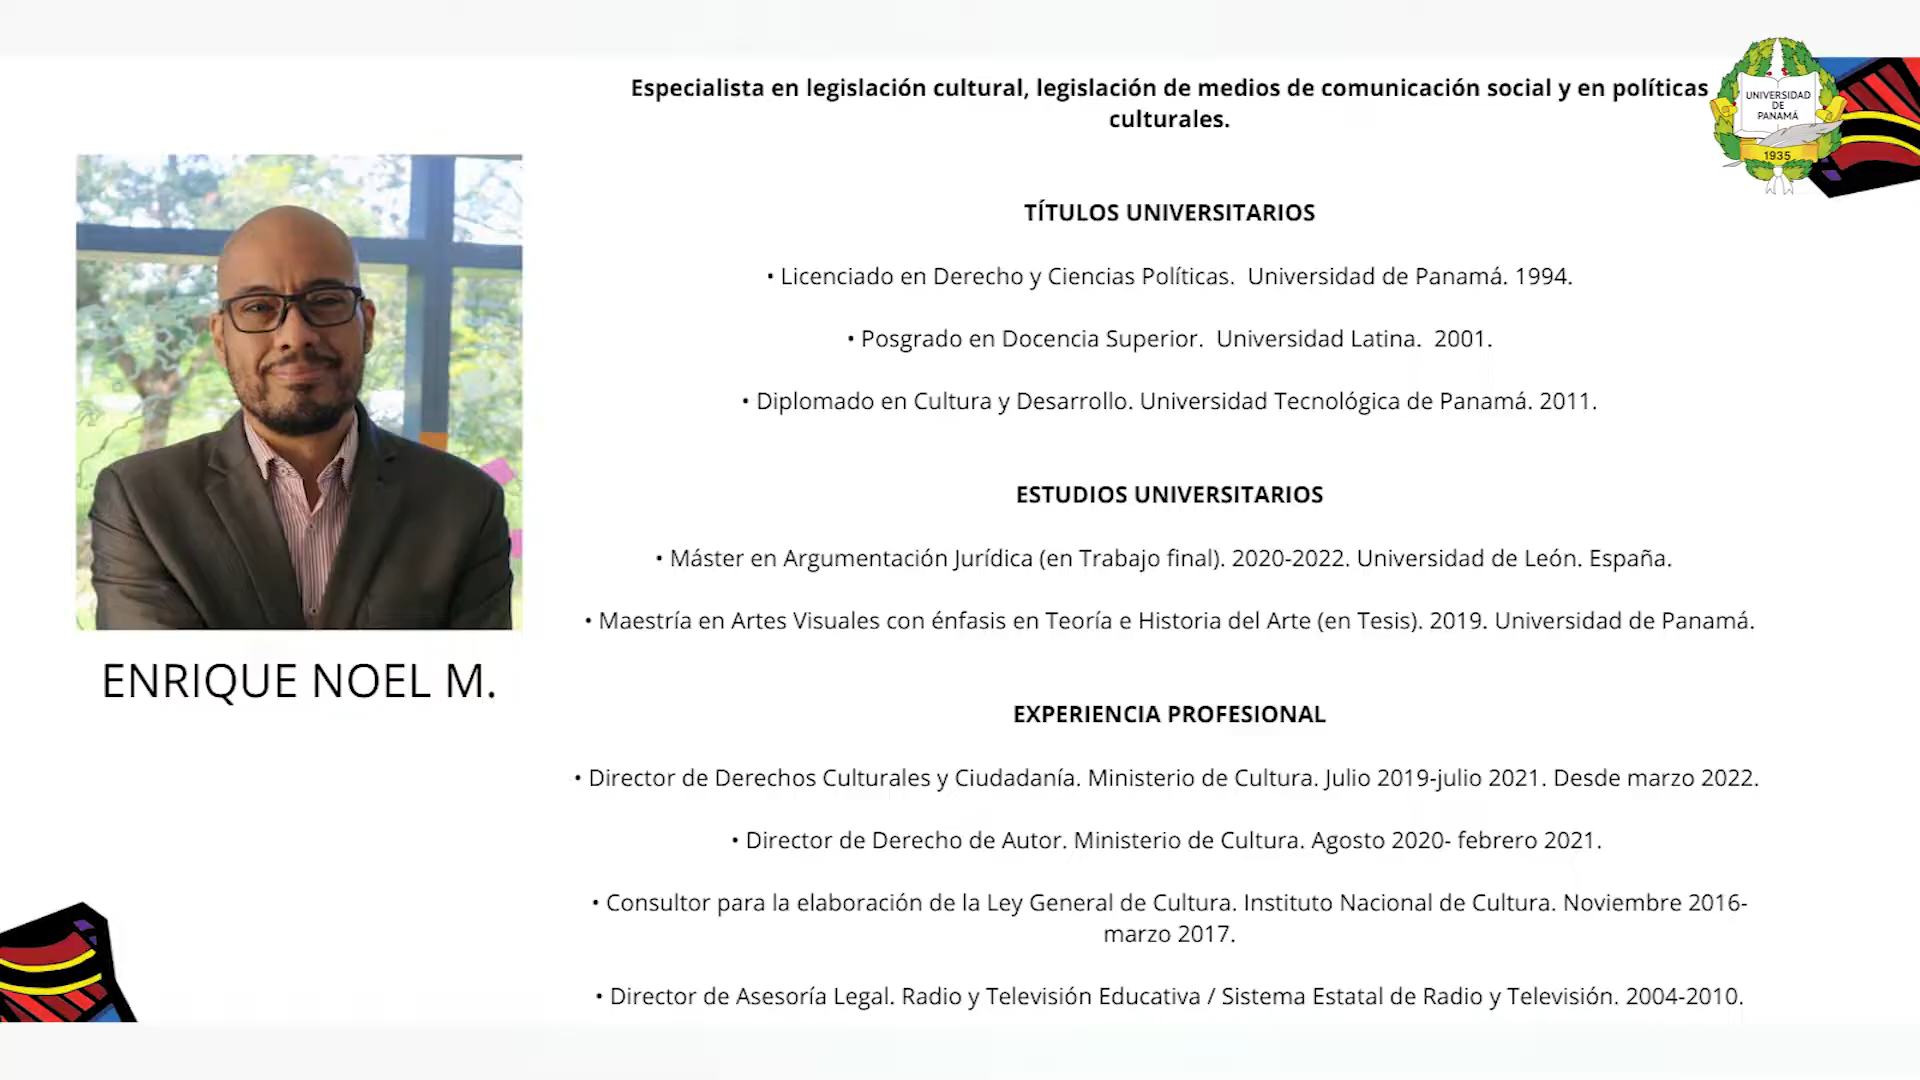 Especialista en legislación cultural, legislación de medios de comunicación social y en políticas
culturales.
UNIVERSIDAD
DE
PANAMÁ
1935
TÍTULOS UNIVERSITARIOS
• Licenciado en Derecho y Ciencias Políticas. Universidad de Panamá. 1994.
• Posgrado en Docencia Superior. Universidad Latina. 2001.
• Diplomado en Cultura y Desarrollo. Universidad Tecnológica de Panamá. 2011.
ESTUDIOS UNIVERSITARIOS
• Máster en Argumentación Jurídica (en Trabajo final). 2020-2022. Universidad de León. España.
• Maestría en Artes Visuales con énfasis en Teoría e Historia del Arte (en Tesis). 2019. Universidad de Panamá.
ENRIQUE NOEL M.
EXPERIENCIA PROFESIONAL
• Director de Derechos Culturales y Ciudadanía. Ministerio de Cultura. Julio 2019-julio 2021. Desde marzo 2022.
• Director de Derecho de Autor. Ministerio de Cultura. Agosto 2020- febrero 2021.
• Consultor para la elaboración de la Ley General de Cultura. Instituto Nacional de Cultura. Noviembre 2016-
marzo 2017.
• Director de Asesoría Legal. Radio y Televisión Educativa / Sistema Estatal de Radio y Televisión. 2004-2010.